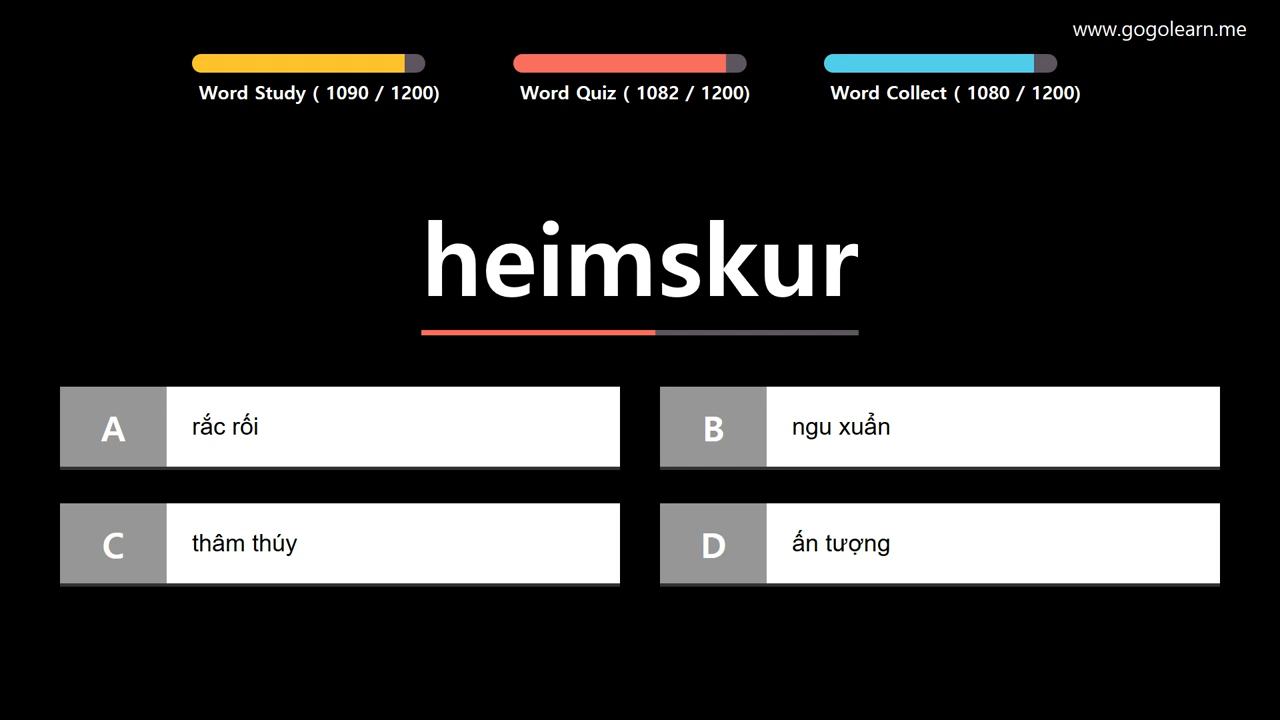 www.gogolearn.me
Word Study ( 1090 / 1200)
Word Quiz ( 1082 / 1200)
Word Collect ( 1080 / 1200)
heimskur
A rắc rối
B ngu xuẩn
C thâm thúy
D ấn tượng